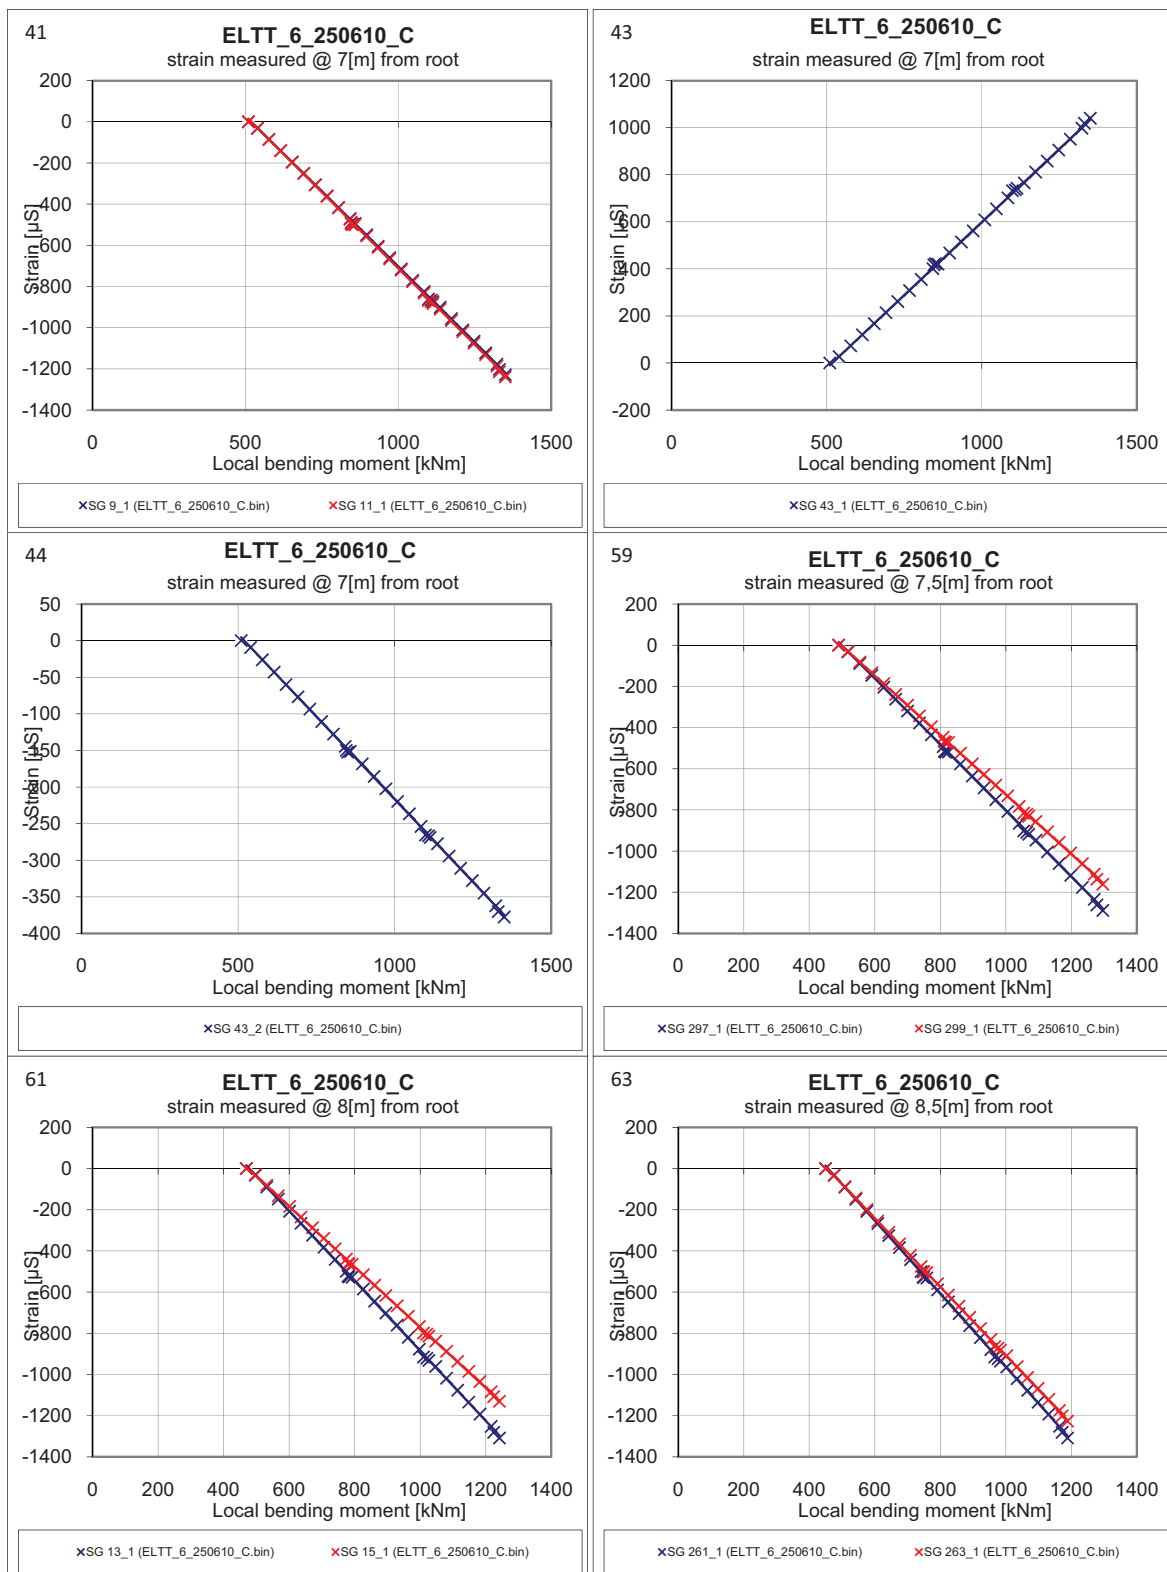 41
ELTT_6_250610_C
strain measured @ 7[m] from root
200
0
-200
-400
-600
-800
-1000
-1200
-1400
Strain [µS]
0 500 1000 1500
Local bending moment [kNm]
SG 9_1 (ELTT_6_250610_C.bin) SG 11_1 (ELTT_6_250610_C.bin)
43
ELTT_6_250610_C
strain measured @ 7[m] from root
1200
1000
800
600
400
200
0
-200
Strain [µS]
0 500 1000 1500
Local bending moment [kNm]
SG 43_1 (ELTT_6_250610_C.bin)
44
ELTT_6_250610_C
strain measured @ 7[m] from root
50
0
-50
-100
-150
-200
-250
-300
-350
-400
Strain [µS]
0 500 1000 1500
Local bending moment [kNm]
SG 43_2 (ELTT_6_250610_C.bin)
59
ELTT_6_250610_C
strain measured @ 7,5[m] from root
200
0
-200
-400
-600
-800
-1000
-1200
-1400
Strain [µS]
0 200 400 600 800 1000 1200 1400
Local bending moment [kNm]
SG 297_1 (ELTT_6_250610_C.bin) SG 299_1 (ELTT_6_250610_C.bin)
61
ELTT_6_250610_C
strain measured @ 8[m] from root
200
0
-200
-400
-600
-800
-1000
-1200
-1400
Strain [µS]
0 200 400 600 800 1000 1200 1400
Local bending moment [kNm]
SG 13_1 (ELTT_6_250610_C.bin) SG 15_1 (ELTT_6_250610_C.bin)
63
ELTT_6_250610_C
strain measured @ 8,5[m] from root
200
0
-200
-400
-600
-800
-1000
-1200
-1400
Strain [µS]
0 200 400 600 800 1000 1200 1400
Local bending moment [kNm]
SG 261_1 (ELTT_6_250610_C.bin) SG 263_1 (ELTT_6_250610_C.bin)